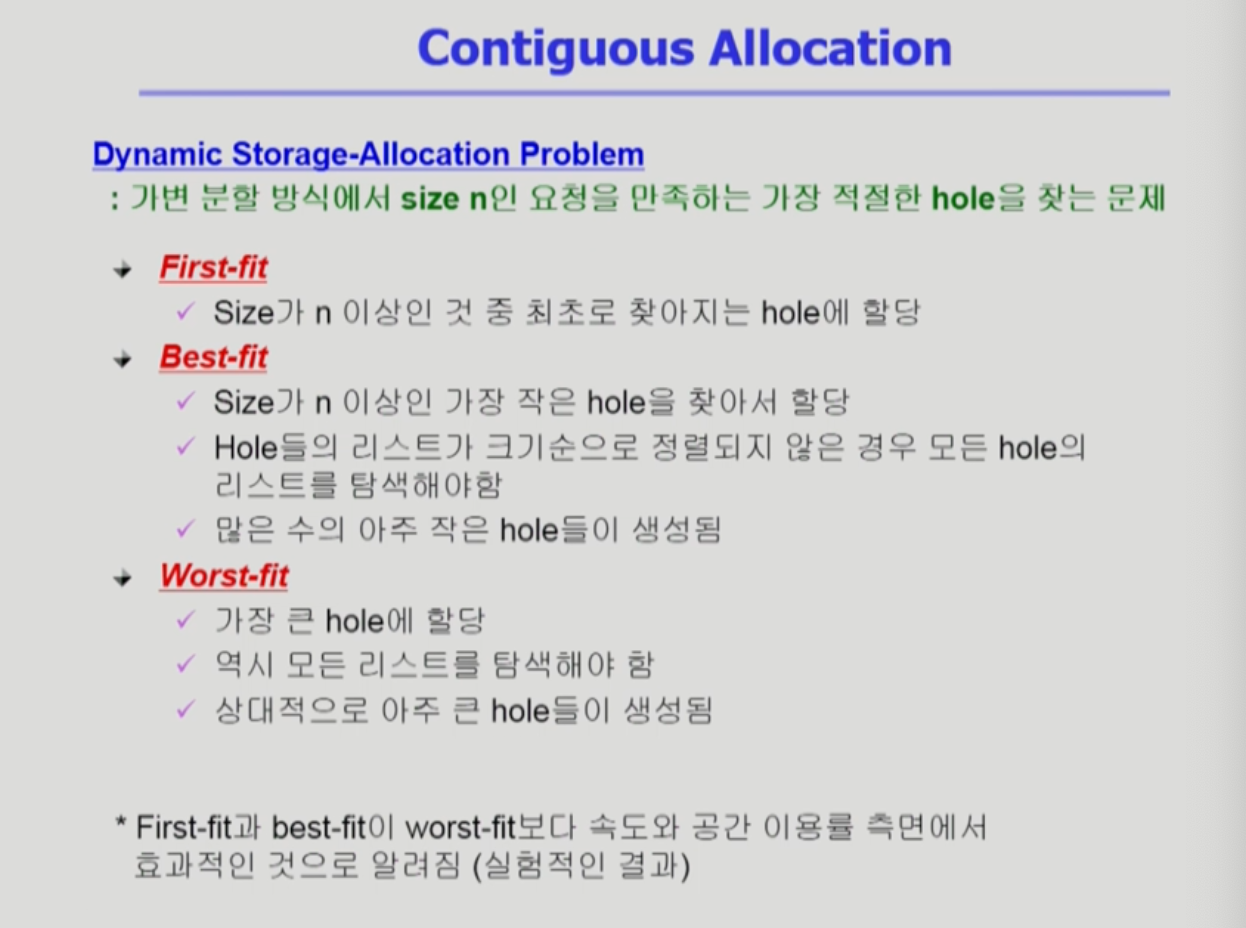 Contiguous Allocation
Dynamic Storage-Allocation Problem
: 가변 분할 방식에서 size n인 요청을 만족하는 가장 적절한 hole을 찾는 문제
First-fit
Size가 n 이상인 것 중 최초로 찾아지는 hole에 할당
Best-fit
Size가 n 이상인 가장 작은 hole을 찾아서 할당
Hole들의 리스트가 크기순으로 정렬되지 않은 경우 모든 hole의
리스트를 탐색해야함
많은 수의 아주 작은 hole들이 생성됨
Worst-fit
가장 큰 hole에 할당
역시 모든 리스트를 탐색해야 함
상대적으로 아주 큰 hole들이 생성됨
* First-fit과 best-fit이 worst-fit보다 속도와 공간 이용률 측면에서
효과적인 것으로 알려짐 (실험적인 결과)